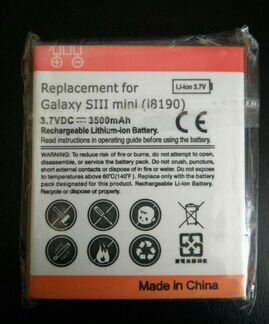 Replacement for
Galaxy SIII mini (i8190)
Li-ion 3.7V
3.7VDC 3500mAh
Rechargeable Lithium-ion Battery.
Read instructions in operating guide before using battery.
CE
WARNING: To reduce risk of fire or burns, do not attempt to open,
disassemble or service battery pack. Do not crush, puncture, short
external contacts or dispose of in fire or water. Do not expose
to temperatures above 60℃(140℉). Replace only with the battery
pack designated for this product. Rechargeable Li-ion Battery.
Recycle or dispose of properly.
Made in China